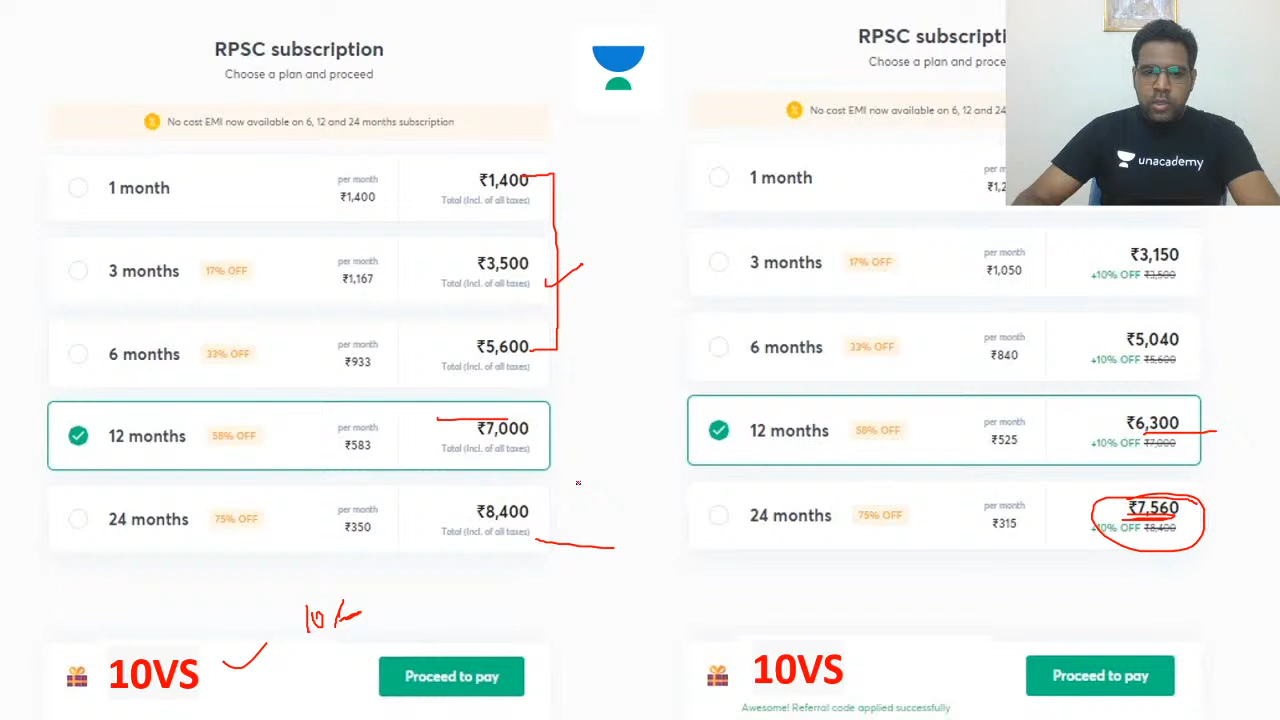 RPSC subscription
Choose a plan and proceed
No cost EMI now available on 6, 12 and 24 months subscription
1 month
per month
₹1,400
₹1,400
Total (Incl. of all taxes)
3 months
17% OFF
per month
₹1,167
₹3,500
Total (Incl. of all taxes)
6 months
33% OFF
per month
₹933
₹5,600
Total (Incl. of all taxes)
12 months
58% OFF
per month
₹583
₹7,000
Total (Incl. of all taxes)
24 months
75% OFF
per month
₹350
₹8,400
Total (Incl. of all taxes)
10
10VS
Proceed to pay
RPSC subscripti
Choose a plan and proce
No cost EMI now available on 6, 12 and 24
1 month
per month
₹1,2
3 months
17% OFF
per month
₹1,050
₹3,150
+10% OFF ₹3,500
6 months
33% OFF
per month
₹840
₹5,040
+10% OFF ₹5,600
12 months
58% OFF
per month
₹525
₹6,300
+10% OFF ₹7,000
24 months
75% OFF
per month
₹315
₹7,560
+10% OFF ₹8,400
10VS
Awesome! Referral code applied successfully
Proceed to pay
unacademy